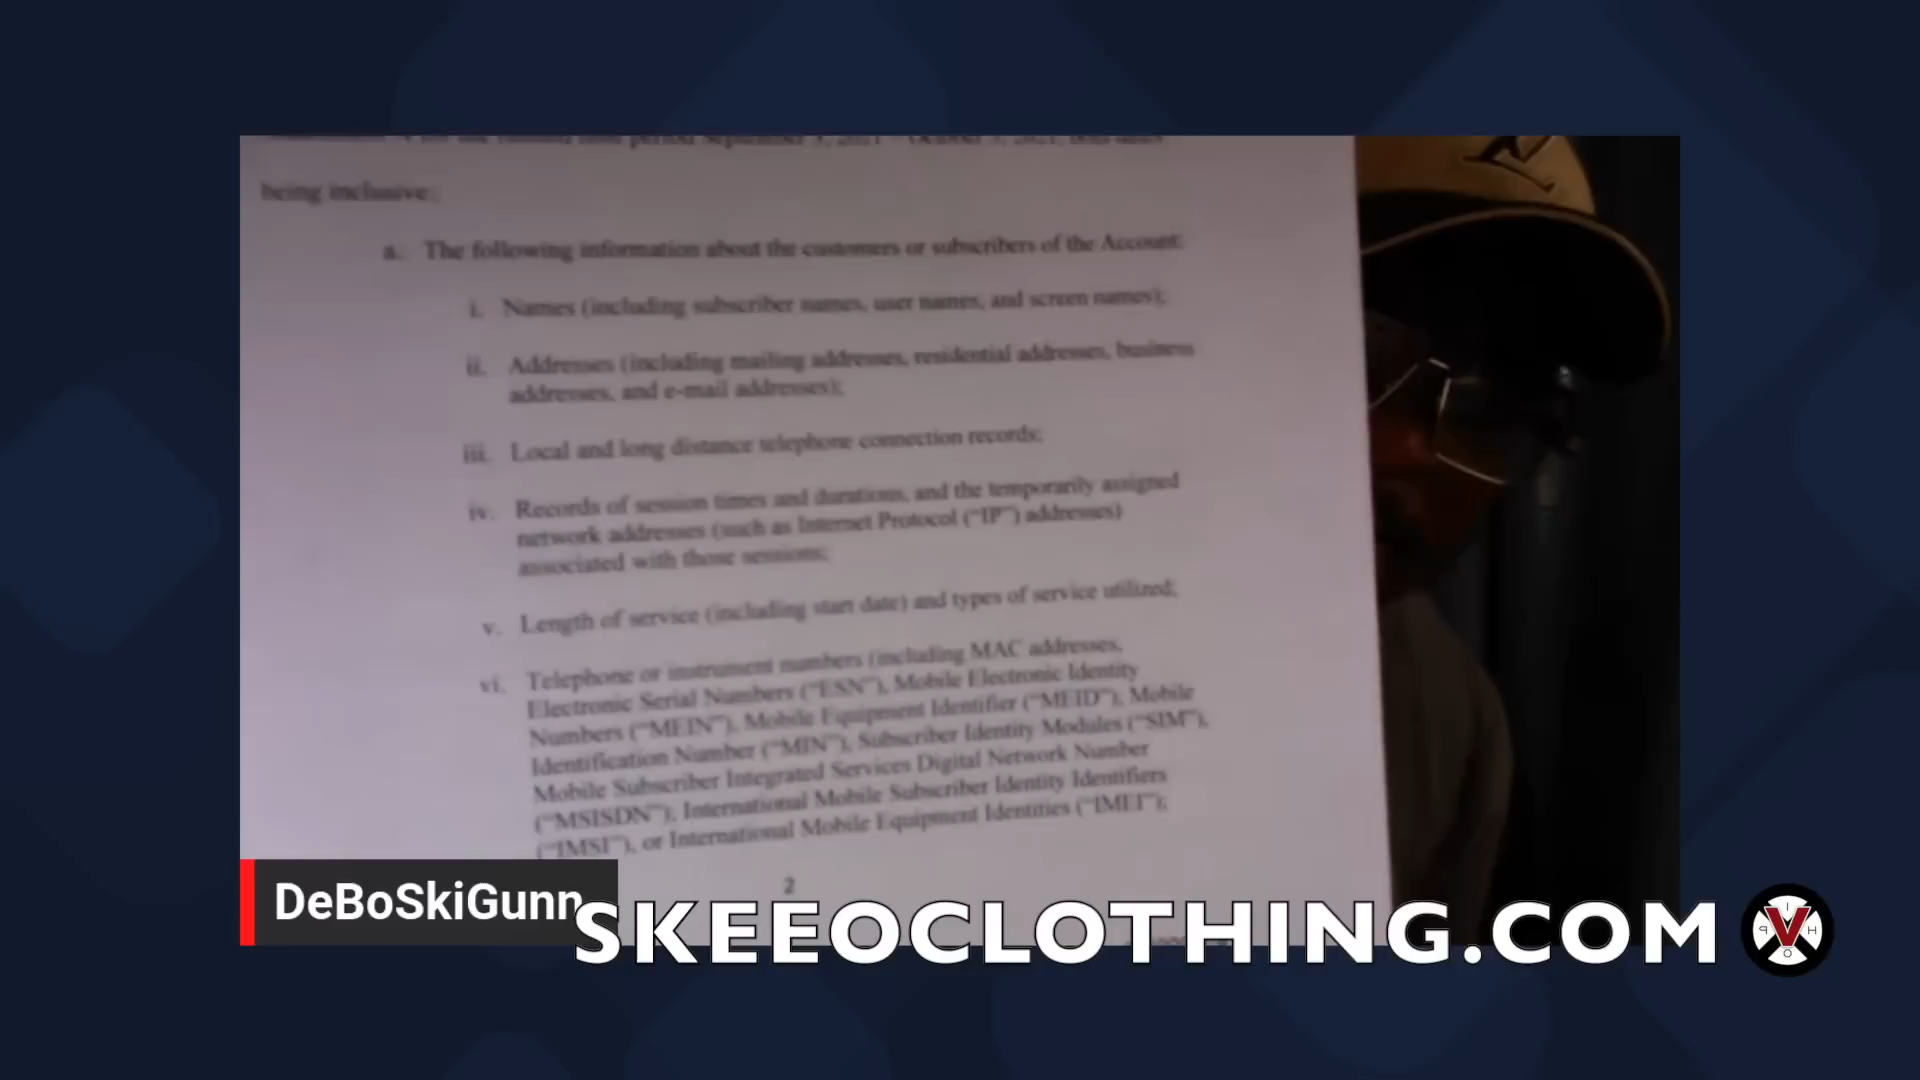 time period September 3, 2021
being inclusive:
a. The following information about the customers or subscribers of the Account:
i. Names (including subscriber names, user names, and screen names);
ii. Addresses (including mailing addresses, residential addresses, business
addresses, and e-mail addresses);
iii. Local and long distance telephone connection records;
iv. Records of session times and durations, and the temporarily assigned
network addresses (such as Internet Protocol (“IP”) addresses)
associated with those sessions;
v. Length of service (including start date) and types of service utilized;
vi. Telephone or instrument numbers (including MAC addresses,
Electronic Serial Numbers (“ESN”), Mobile Electronic Identity
Numbers (“MEIN”), Mobile Equipment Identifier (“MEID”), Mobile
Identification Number (“MIN”), Subscriber Identity Modules (“SIM”),
Mobile Subscriber Integrated Services Digital Network Number
(“MSISDN”), International Mobile Subscriber Identity Identifiers
(“IMSI”), or International Mobile Equipment Identities (“IMEI”);
2
DeBoSkiGunn
SKEEOCLOTHING.COM
I
P V H
O